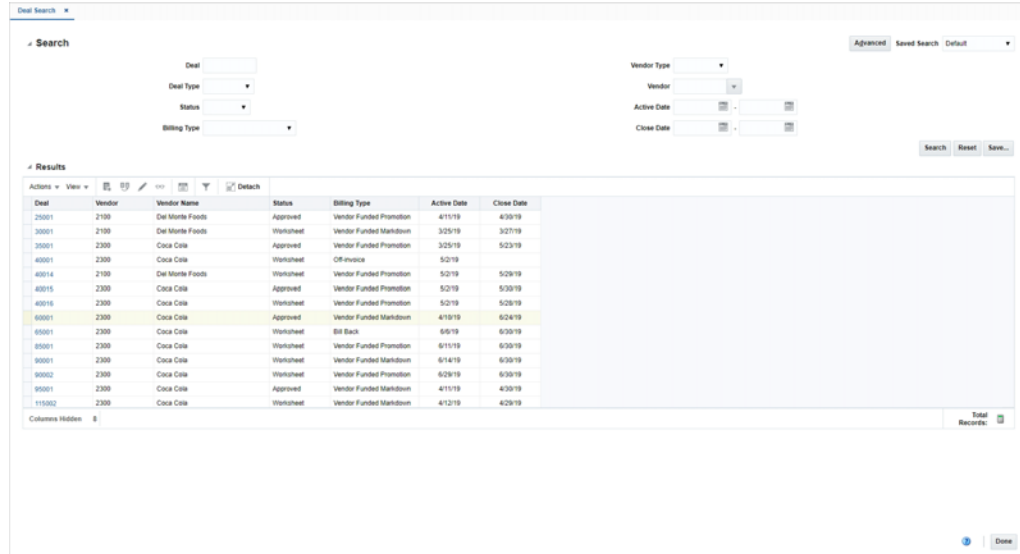 Deal Search ×
Search
Advanced Saved Search Default
Deal Vendor Type
Deal Type Vendor
Status Active Date -
Billing Type Close Date -
Search Reset Save...
Results
Actions View Detach
Deal Vendor Vendor Name Status Billing Type Active Date Close Date
25001 2100 Del Monte Foods Approved Vendor Funded Promotion 4/11/19 4/30/19
30001 2100 Del Monte Foods Worksheet Vendor Funded Markdown 3/25/19 3/27/19
35001 2300 Coca Cola Approved Vendor Funded Promotion 3/25/19 5/23/19
40001 2300 Coca Cola Worksheet Off-invoice 5/2/19
40014 2100 Del Monte Foods Worksheet Vendor Funded Promotion 5/2/19 5/29/19
40015 2300 Coca Cola Approved Vendor Funded Promotion 5/2/19 5/30/19
40016 2300 Coca Cola Worksheet Vendor Funded Promotion 5/2/19 5/28/19
60001 2300 Coca Cola Approved Vendor Funded Markdown 4/19/19 6/24/19
65001 2300 Coca Cola Worksheet Bill Back 6/6/19 6/30/19
85001 2300 Coca Cola Worksheet Vendor Funded Promotion 6/11/19 6/30/19
90001 2300 Coca Cola Worksheet Vendor Funded Markdown 6/14/19 6/30/19
90002 2300 Coca Cola Worksheet Vendor Funded Markdown 6/29/19 6/30/19
95001 2300 Coca Cola Approved Vendor Funded Markdown 4/11/19 4/30/19
115002 2300 Coca Cola Worksheet Vendor Funded Markdown 4/12/19 4/29/19
Columns Hidden 8
Total Records:
Done